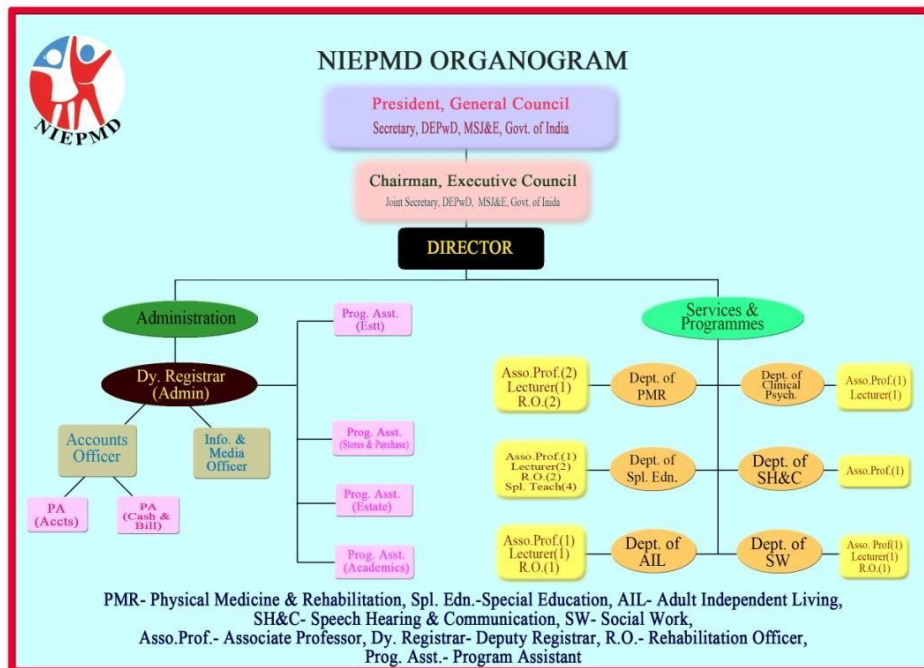 NIEPMD
NIEPMD ORGANOGRAM
President, General Council
Secretary, DEPwD, MSJ&E, Govt. of India
Chairman, Executive Council
Joint Secretary, DEPwD, MSJ&E, Govt. of Inida
DIRECTOR
Administration
Dy. Registrar
(Admin)
Accounts
Officer
Info. &
Media
Officer
PA
(Accts)
PA
(Cash &
Bill)
Prog. Asst.
(Estt)
Prog. Asst.
(Stores & Purchase)
Prog. Asst.
(Estate)
Prog. Asst.
(Academics)
Services &
Programmes
Asso.Prof.(2)
Lecturer(1)
R.O.(2)
Dept. of
PMR
Dept. of
Clinical
Psych.
Asso.Prof.(1)
Lecturer(1)
Asso.Prof.(1)
Lecturer(2)
R.O.(2)
Spl. Teach(4)
Dept. of
Spl. Edn.
Dept. of
SH&C
Asso.Prof.(1)
Asso.Prof.(1)
Lecturer(1)
R.O.(1)
Dept. of
AIL
Dept. of
SW
Asso. Prof(1)
Lecturer(1)
R.O.(1)
PMR- Physical Medicine & Rehabilitation, Spl. Edn.-Special Education, AIL- Adult Independent Living,
SH&C- Speech Hearing & Communication, SW- Social Work,
Asso.Prof.- Associate Professor, Dy. Registrar- Deputy Registrar, R.O.- Rehabilitation Officer,
Prog. Asst.- Program Assistant